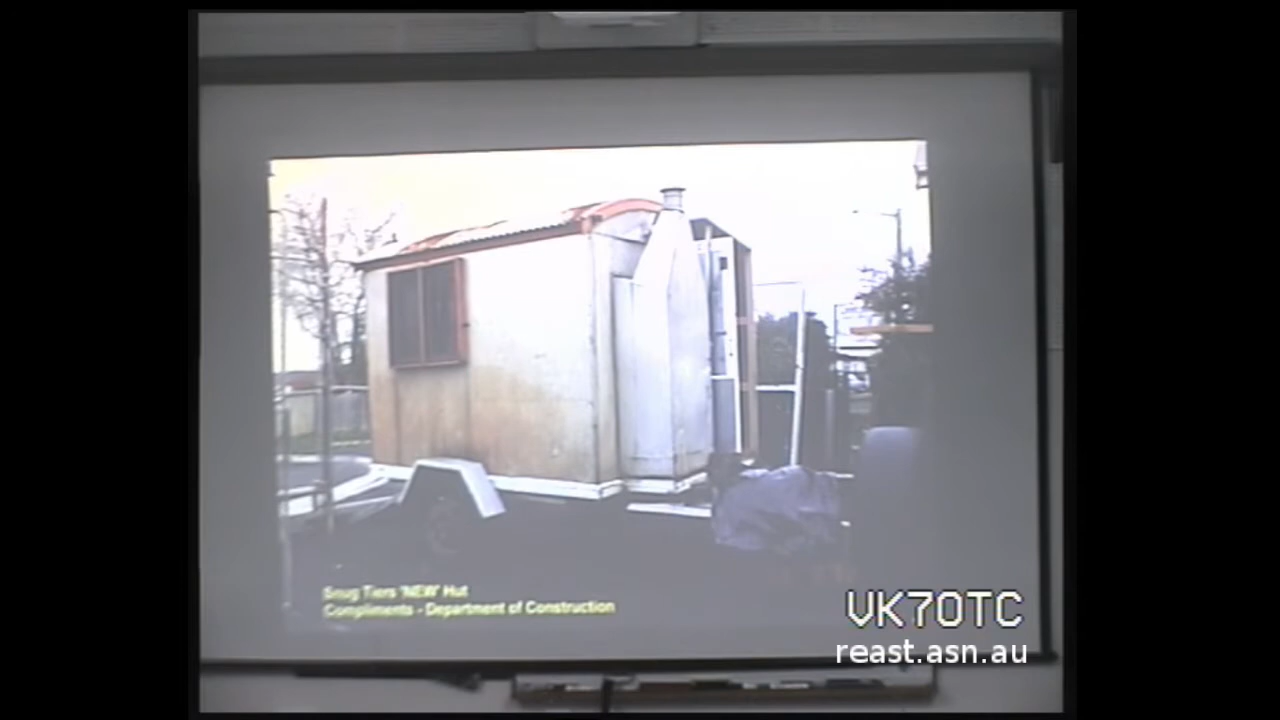 Snug Tiers 'NEW' Hut
Compliments - Department of Construction
VK7OTC
reast.asn.au